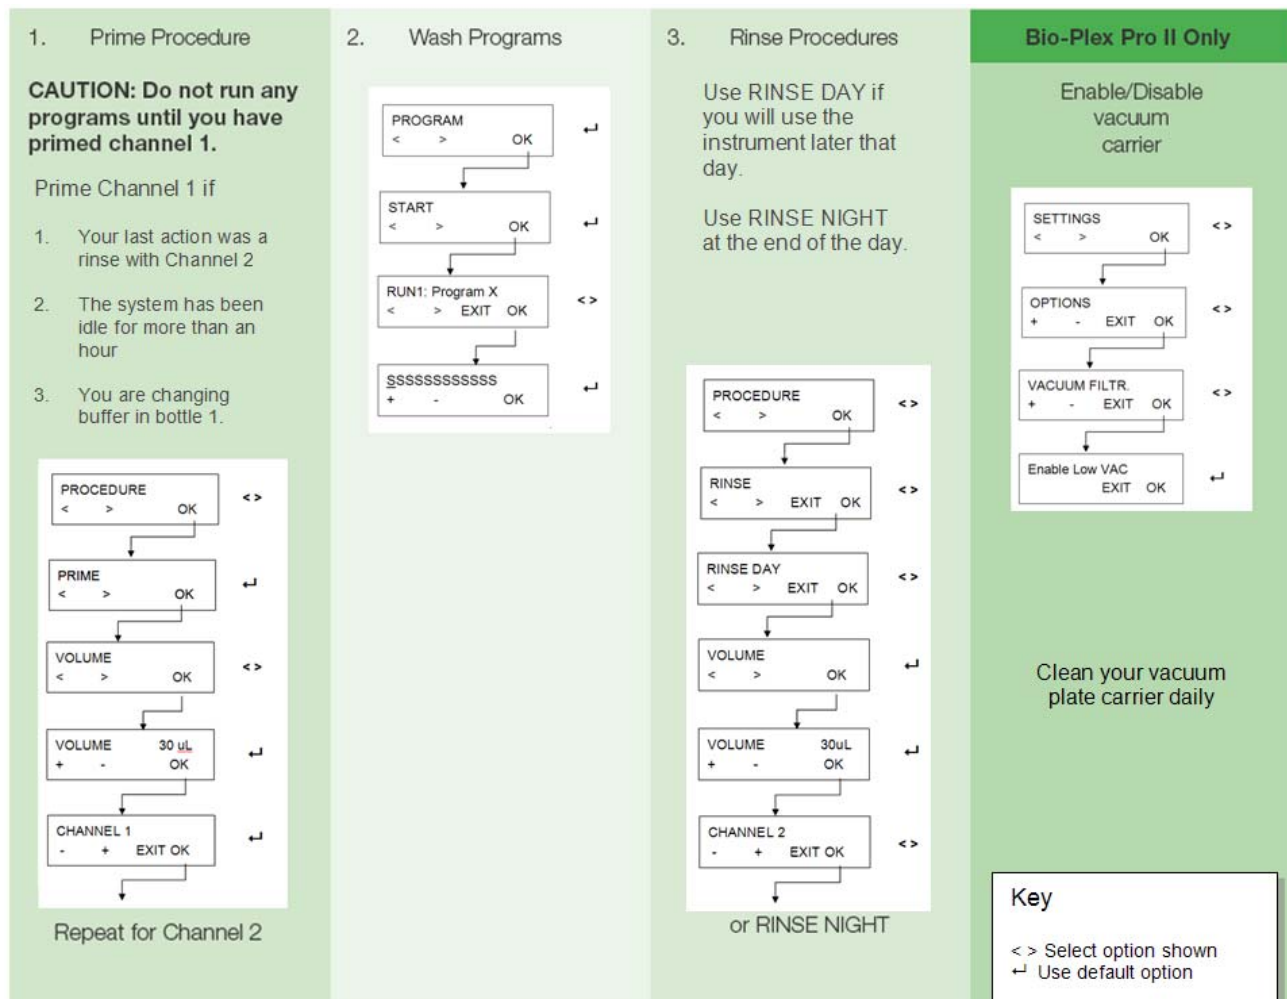 1. Prime Procedure
CAUTION: Do not run any
programs until you have
primed channel 1.
Prime Channel 1 if
1. Your last action was a
rinse with Channel 2
2. The system has been
idle for more than an
hour
3. You are changing
buffer in bottle 1.
PROCEDURE
< > OK
< >
PRIME
< > OK
↵
VOLUME
< > OK
< >
VOLUME 30 uL
+ - OK
↵
CHANNEL 1
- + EXIT OK
↵
Repeat for Channel 2
2. Wash Programs
PROGRAM
< > OK
↵
START
< > OK
↵
RUN1: Program X
< > EXIT OK
< >
SSSSSSSSSSSSS
+ - OK
↵
3. Rinse Procedures
Use RINSE DAY if
you will use the
instrument later that
day.
Use RINSE NIGHT
at the end of the day.
PROCEDURE
< > OK
< >
RINSE
< > EXIT OK
< >
RINSE DAY
< > EXIT OK
< >
VOLUME
< > OK
↵
VOLUME 30uL
+ - OK
↵
CHANNEL 2
- + EXIT OK
< >
or RINSE NIGHT
Bio-Plex Pro II Only
Enable/Disable
vacuum
carrier
SETTINGS
< > OK
< >
OPTIONS
+ - EXIT OK
< >
VACUUM FILTR.
+ - EXIT OK
< >
Enable Low VAC
EXIT OK
↵
Clean your vacuum
plate carrier daily
Key
< > Select option shown
↵ Use default option